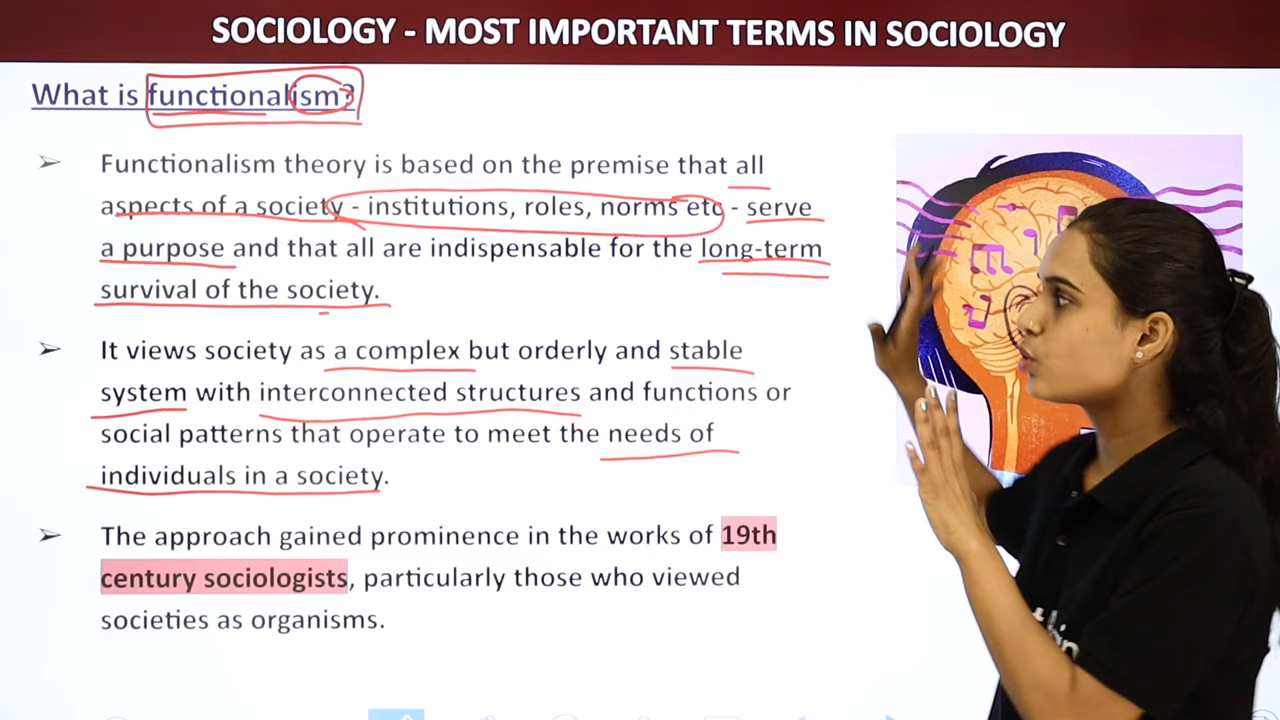 SOCIOLOGY - MOST IMPORTANT TERMS IN SOCIOLOGY
What is functionalism?
➢ Functionalism theory is based on the premise that all
aspects of a society - institutions, roles, norms etc - serve
a purpose and that all are indispensable for the long-term
survival of the society.
➢ It views society as a complex but orderly and stable
system with interconnected structures and functions or
social patterns that operate to meet the needs of
individuals in a society.
➢ The approach gained prominence in the works of 19th
century sociologists, particularly those who viewed
societies as organisms.